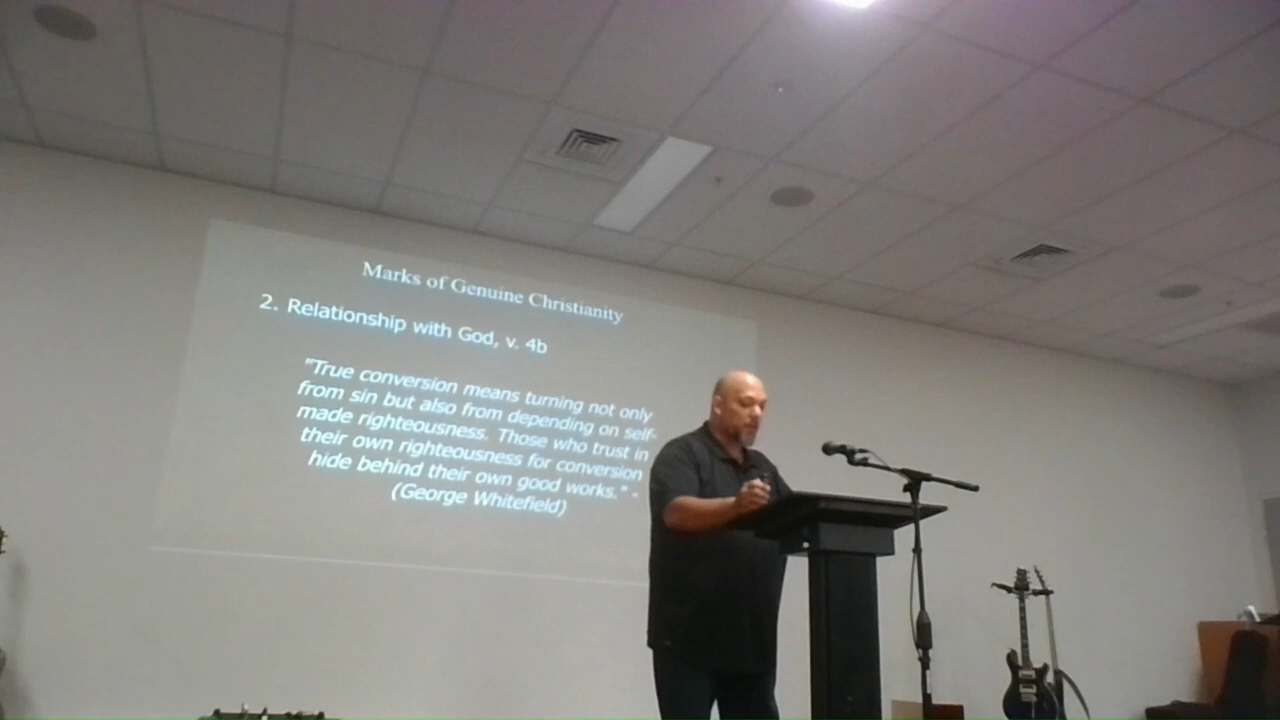 Marks of Genuine Christianity
2. Relationship with God, v. 4b
"True conversion means turning not only
from sin but also from depending on self-
made righteousness. Those who trust in
their own righteousness for conversion
hide behind their own good works." -
(George Whitefield)